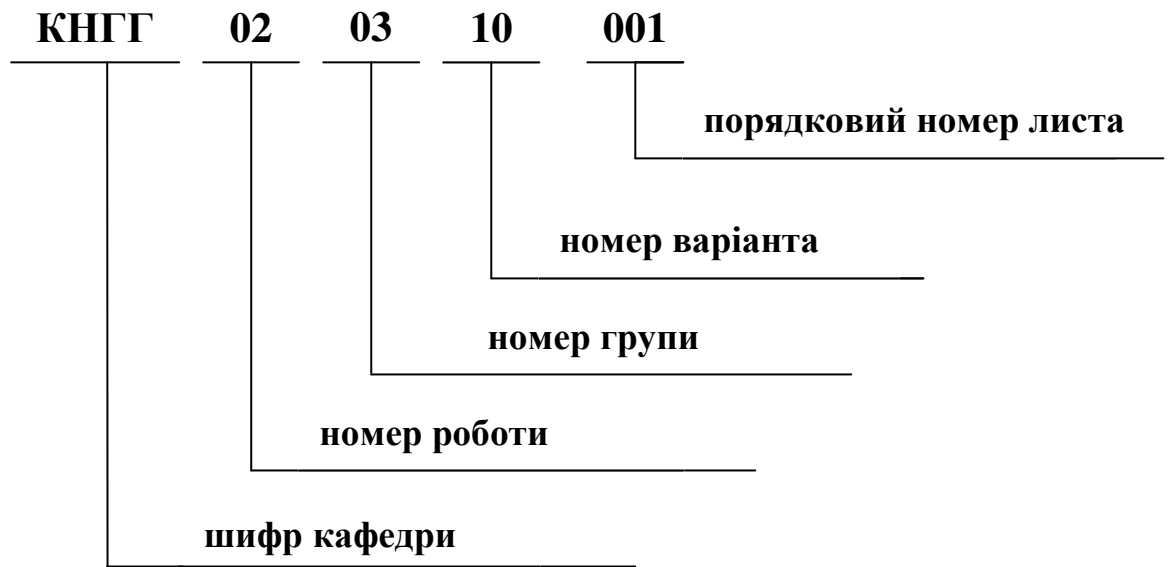 КНГГ 02 03 10 001
порядковий номер листа
номер варіанта
номер групи
номер роботи
шифр кафедри